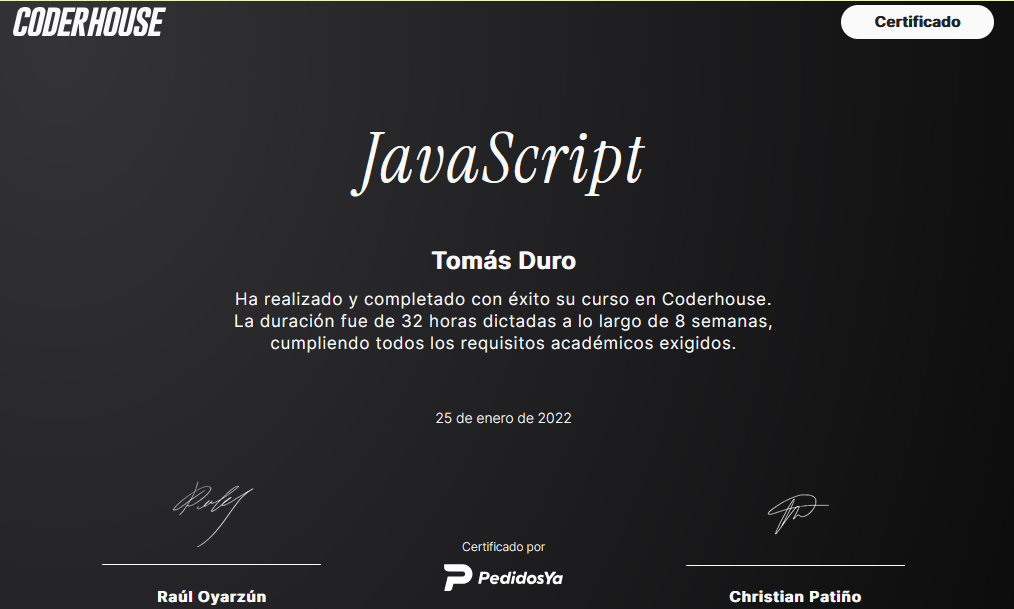 CODERHOUSE
Certificado
JavaScript
Tomás Duro
Ha realizado y completado con éxito su curso en Coderhouse.
La duración fue de 32 horas dictadas a lo largo de 8 semanas,
cumpliendo todos los requisitos académicos exigidos.
25 de enero de 2022
Certificado por
PedidosYa
Raúl Oyarzún
Christian Patiño